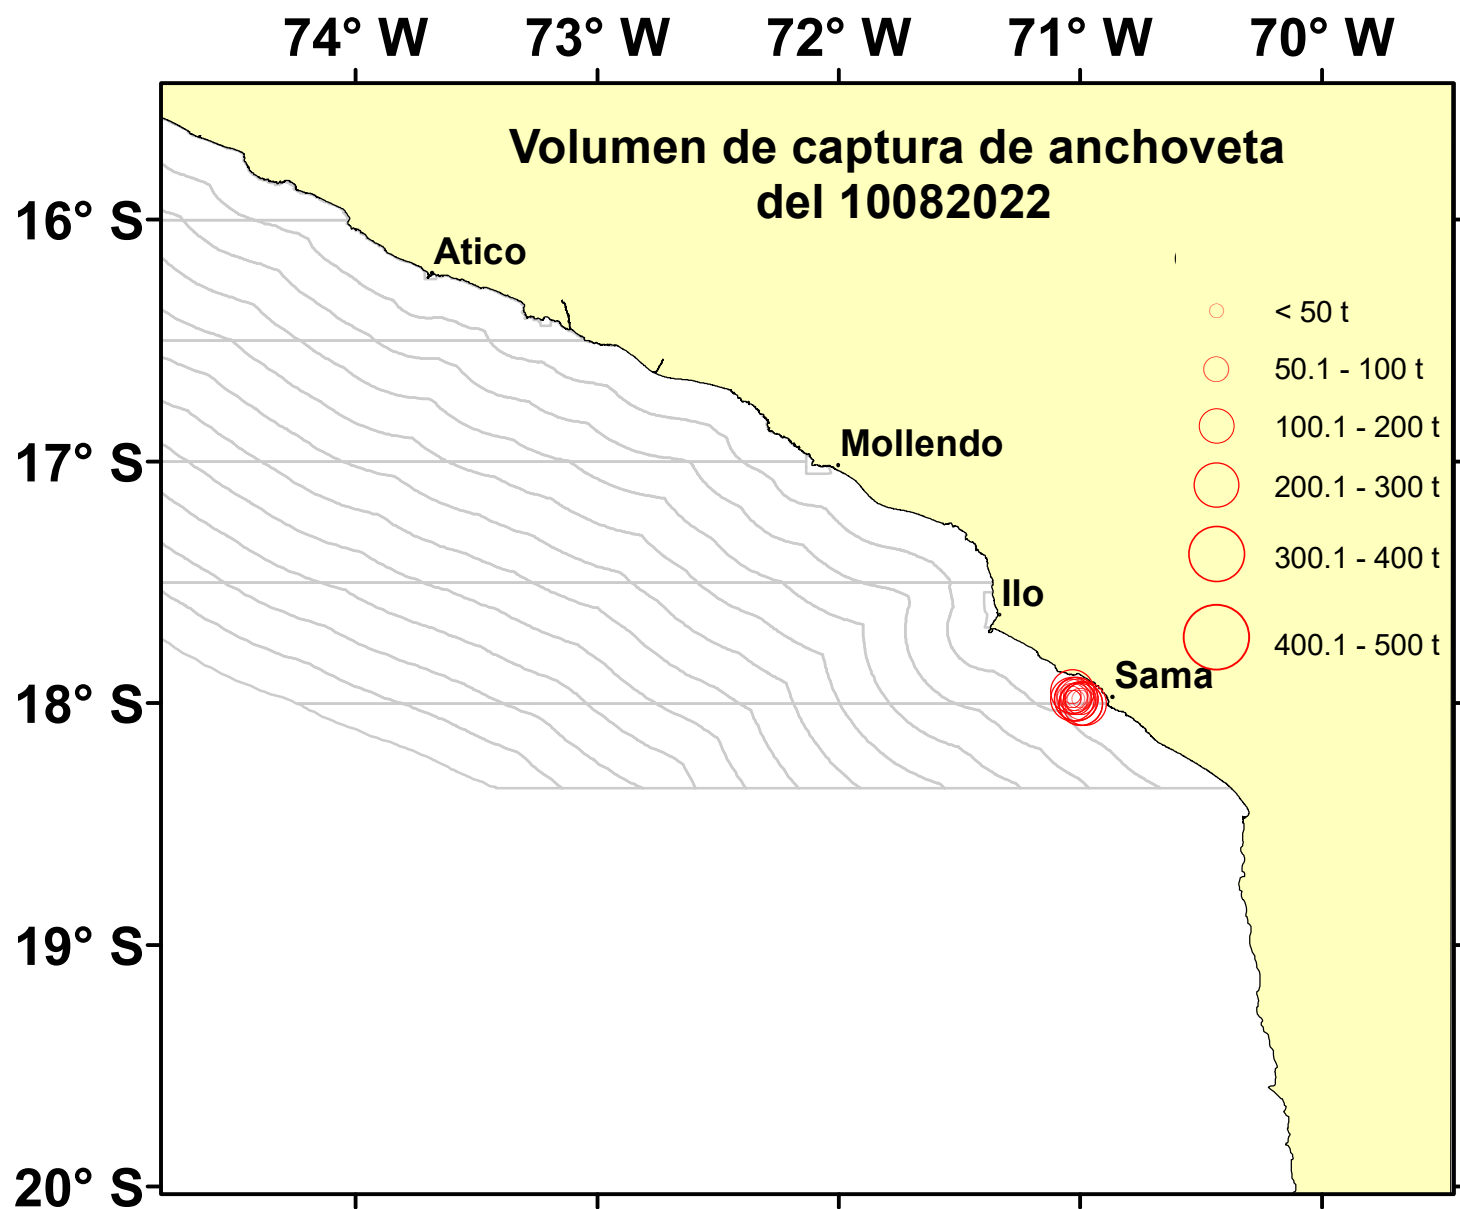 74° W 73° W 72° W 71° W 70° W
Volumen de captura de anchoveta
del 10082022
16° S
Atico
< 50 t
50.1 - 100 t
100.1 - 200 t
Mollendo
17° S
200.1 - 300 t
300.1 - 400 t
Ilo
400.1 - 500 t
Sama
18° S
19° S
20° S